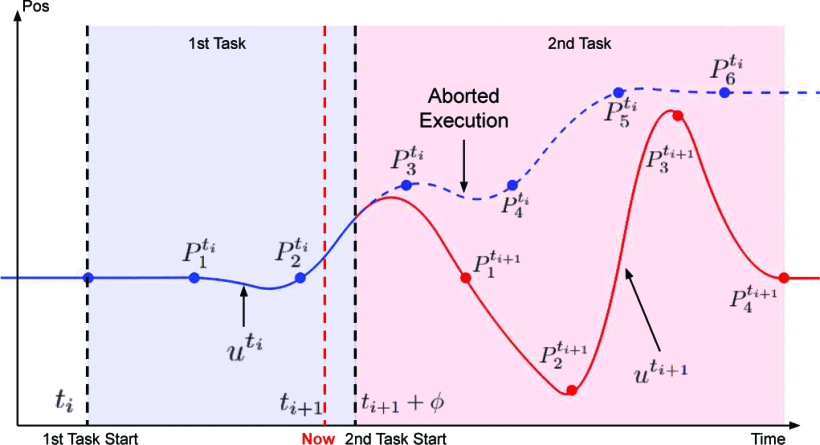 Pos
1st Task
2nd Task
Aborted
Execution
P_6^{t_i}
P_5^{t_i}
P_3^{t_i}
P_3^{t_{i+1}}
P_4^{t_i}
P_1^{t_i}
P_2^{t_i}
P_1^{t_{i+1}}
P_4^{t_{i+1}}
u^{t_i}
P_2^{t_{i+1}}
u^{t_{i+1}}
t_i
t_{i+1}
t_{i+1} + ϕ
1st Task Start
Now
2nd Task Start
Time